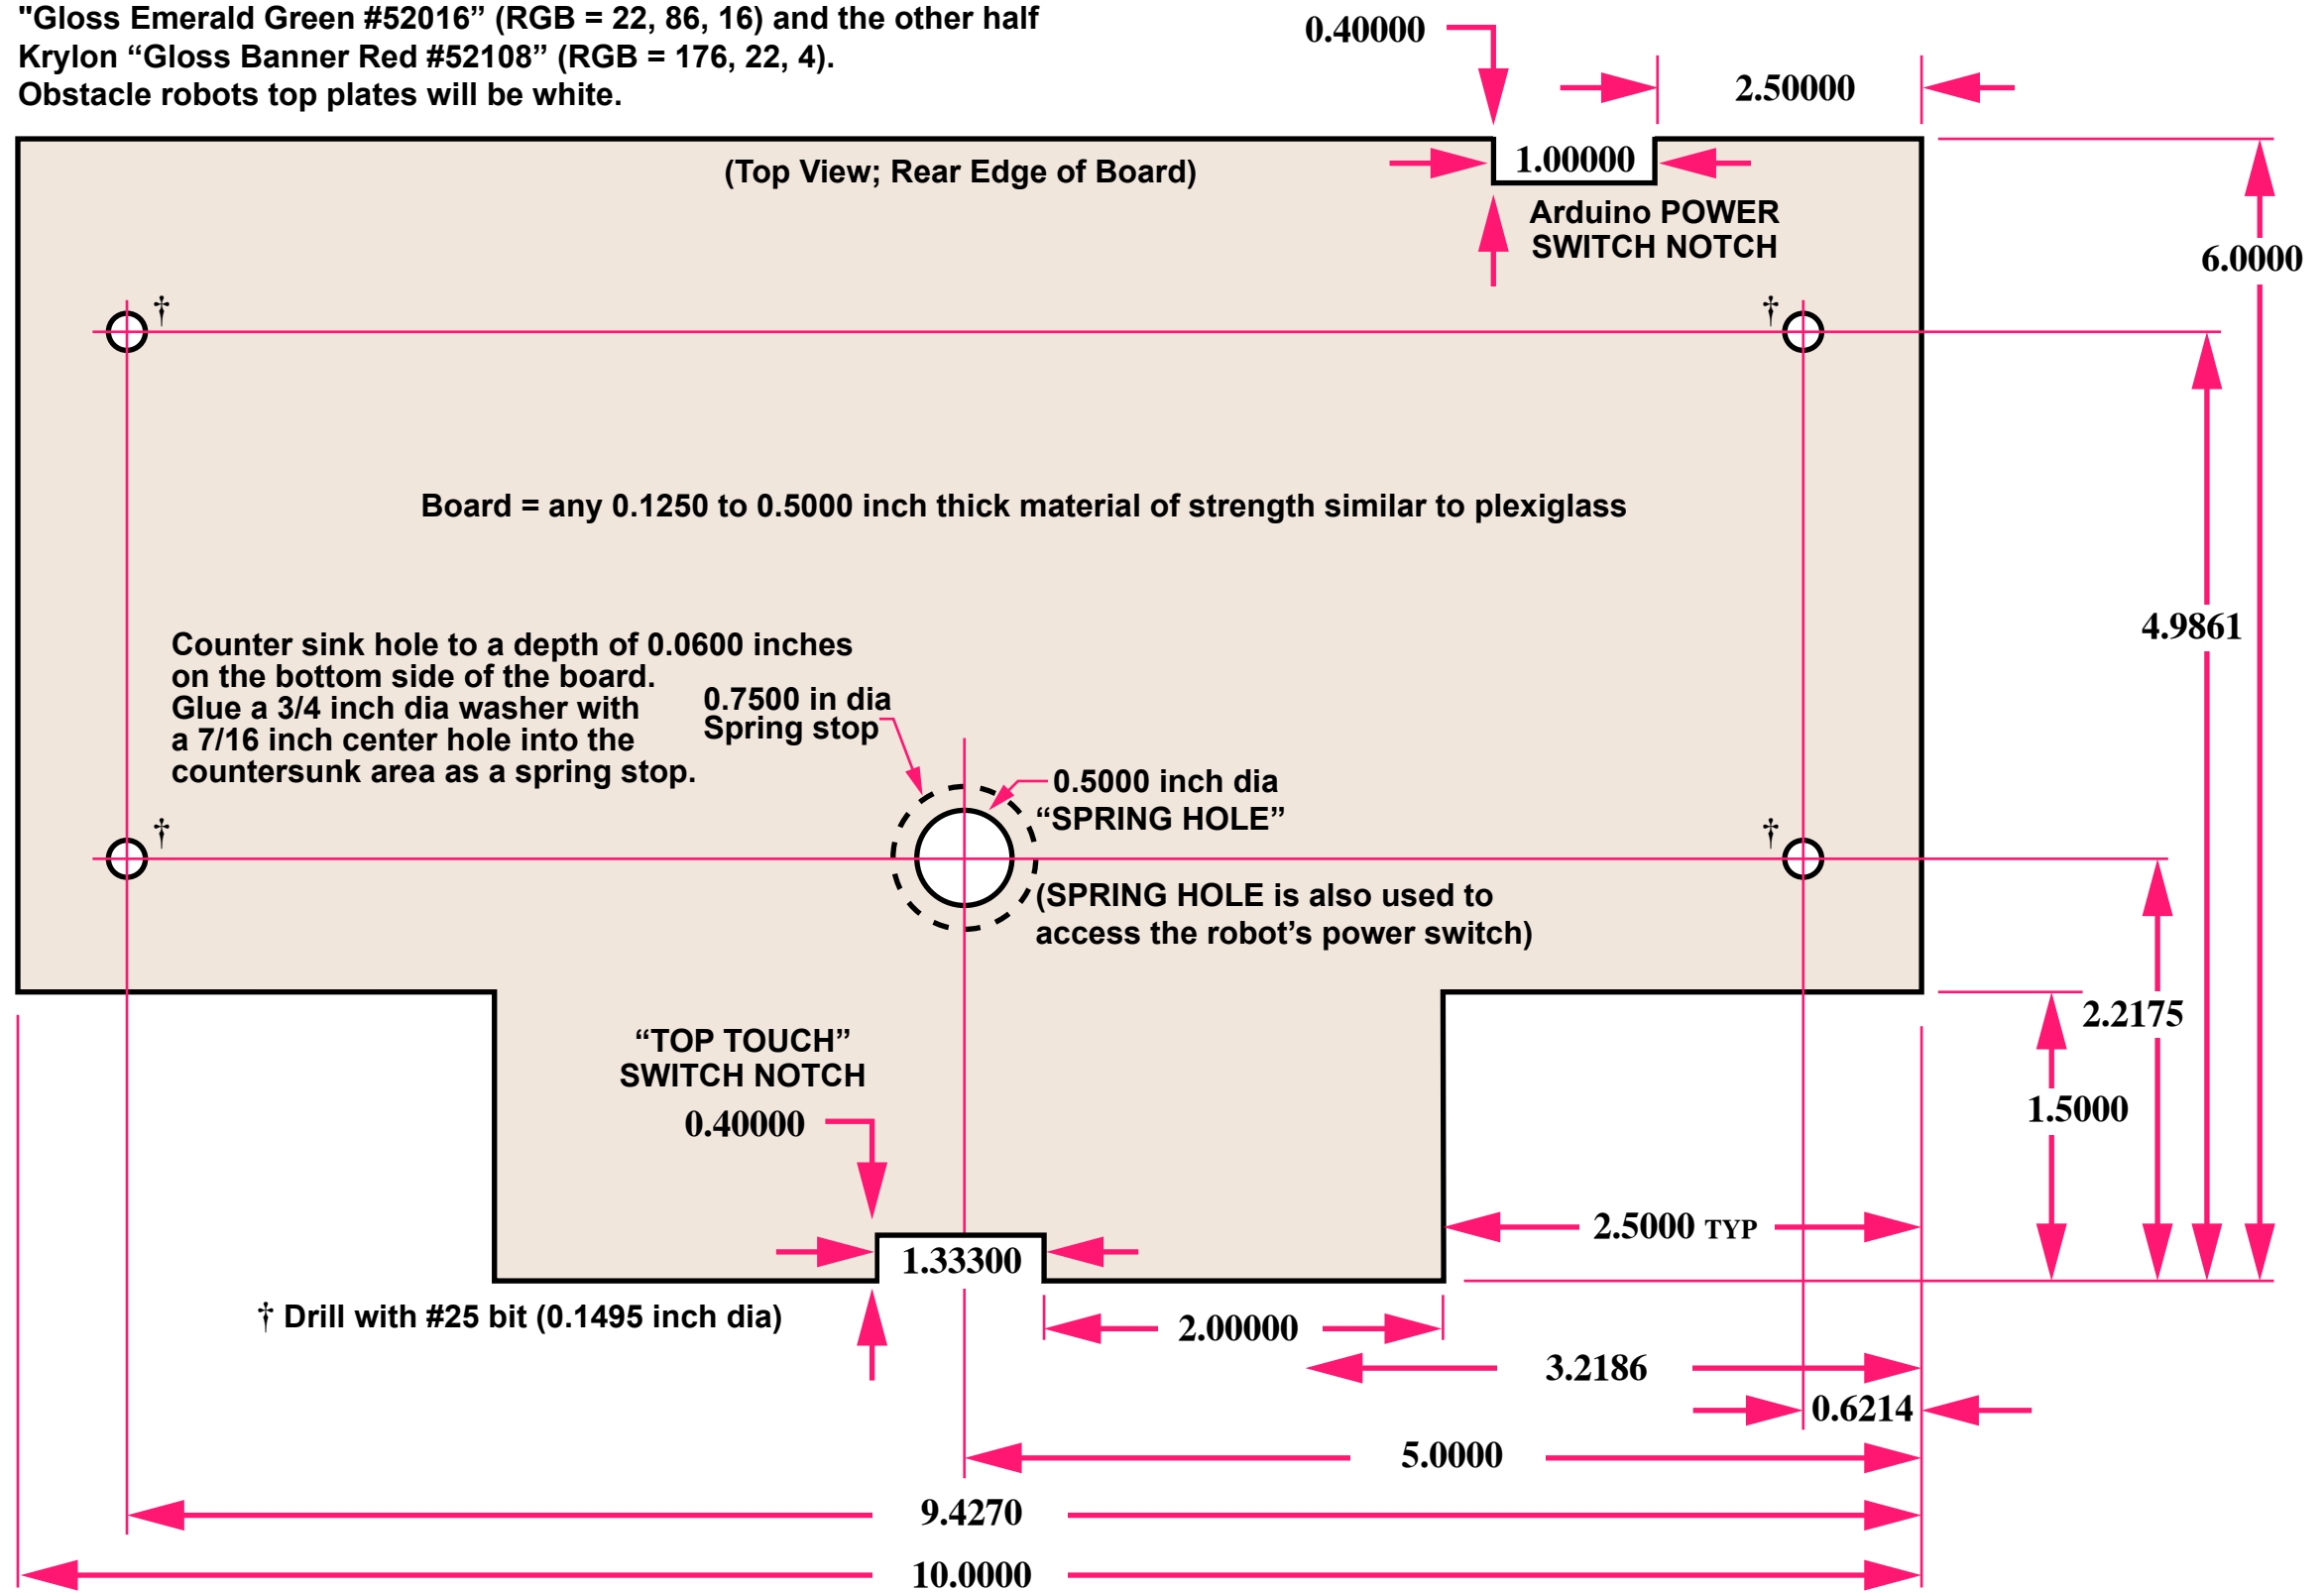 "Gloss Emerald Green #52016” (RGB = 22, 86, 16) and the other half
Krylon “Gloss Banner Red #52108” (RGB = 176, 22, 4).
Obstacle robots top plates will be white.
0.40000
2.50000
(Top View; Rear Edge of Board)
1.00000
Arduino POWER
SWITCH NOTCH
6.0000
†
†
Board = any 0.1250 to 0.5000 inch thick material of strength similar to plexiglass
4.9861
Counter sink hole to a depth of 0.0600 inches
on the bottom side of the board.
Glue a 3/4 inch dia washer with
a 7/16 inch center hole into the
countersunk area as a spring stop.
0.7500 in dia
Spring stop
0.5000 inch dia
“SPRING HOLE”
†
†
(SPRING HOLE is also used to
access the robot’s power switch)
2.2175
“TOP TOUCH”
SWITCH NOTCH
0.40000
1.5000
2.5000 TYP
1.33300
† Drill with #25 bit (0.1495 inch dia)
2.00000
3.2186
0.6214
5.0000
9.4270
10.0000